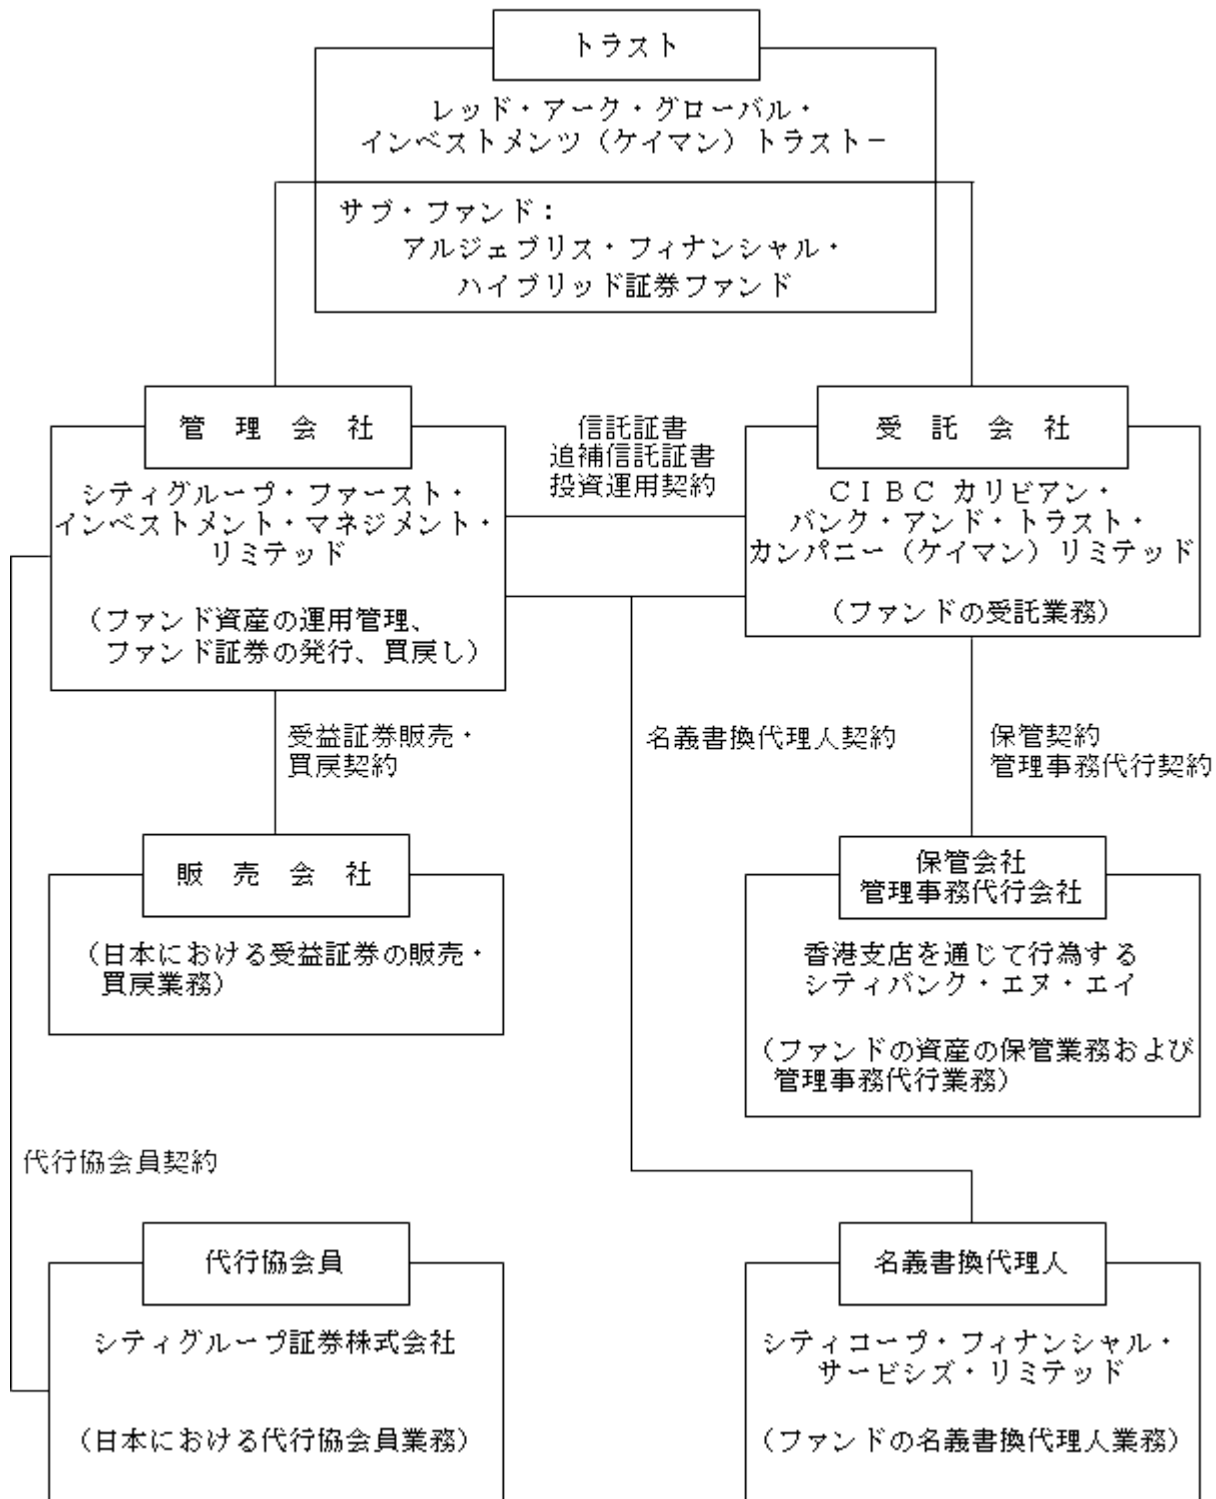 トラスト
レッド・アーク・グローバル・
インベストメンツ（ケイマン）トラスト－
サブ・ファンド：
アルジェブリス・フィナンシャル・
ハイブリッド証券ファンド
管理会社
シティグループ・ファースト・
インベストメント・マネジメント・
リミテッド
（ファンド資産の運用管理、
ファンド証券の発行、買戻し）
信託証書
追補信託証書
投資運用契約
受託会社
ＣＩＢＣ カリビアン・
バンク・アンド・トラスト・
カンパニー（ケイマン）リミテッド
（ファンドの受託業務）
受益証券販売・
買戻契約
名義書換代理人契約
保管契約
管理事務代行契約
販売会社
（日本における受益証券の販売・
買戻業務）
保管会社
管理事務代行会社
香港支店を通じて行為する
シティバンク・エヌ・エイ
（ファンドの資産の保管業務および
管理事務代行業務）
代行協会員契約
代行協会員
シティグループ証券株式会社
（日本における代行協会員業務）
名義書換代理人
シティコープ・フィナンシャル・
サービシズ・リミテッド
（ファンドの名義書換代理人業務）